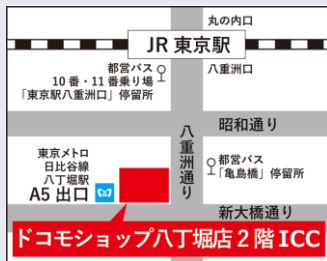 丸の内口
JR 東京駅
都営バス
10番・11番乗り場
「東京駅八重洲口」停留所
八重洲口
昭和通り
八重洲通り
東京メトロ
日比谷線
八丁堀駅
A5 出口
都営バス
「亀島橋」停留所
新大橋通り
ドコモショップ八丁堀店2階ICC